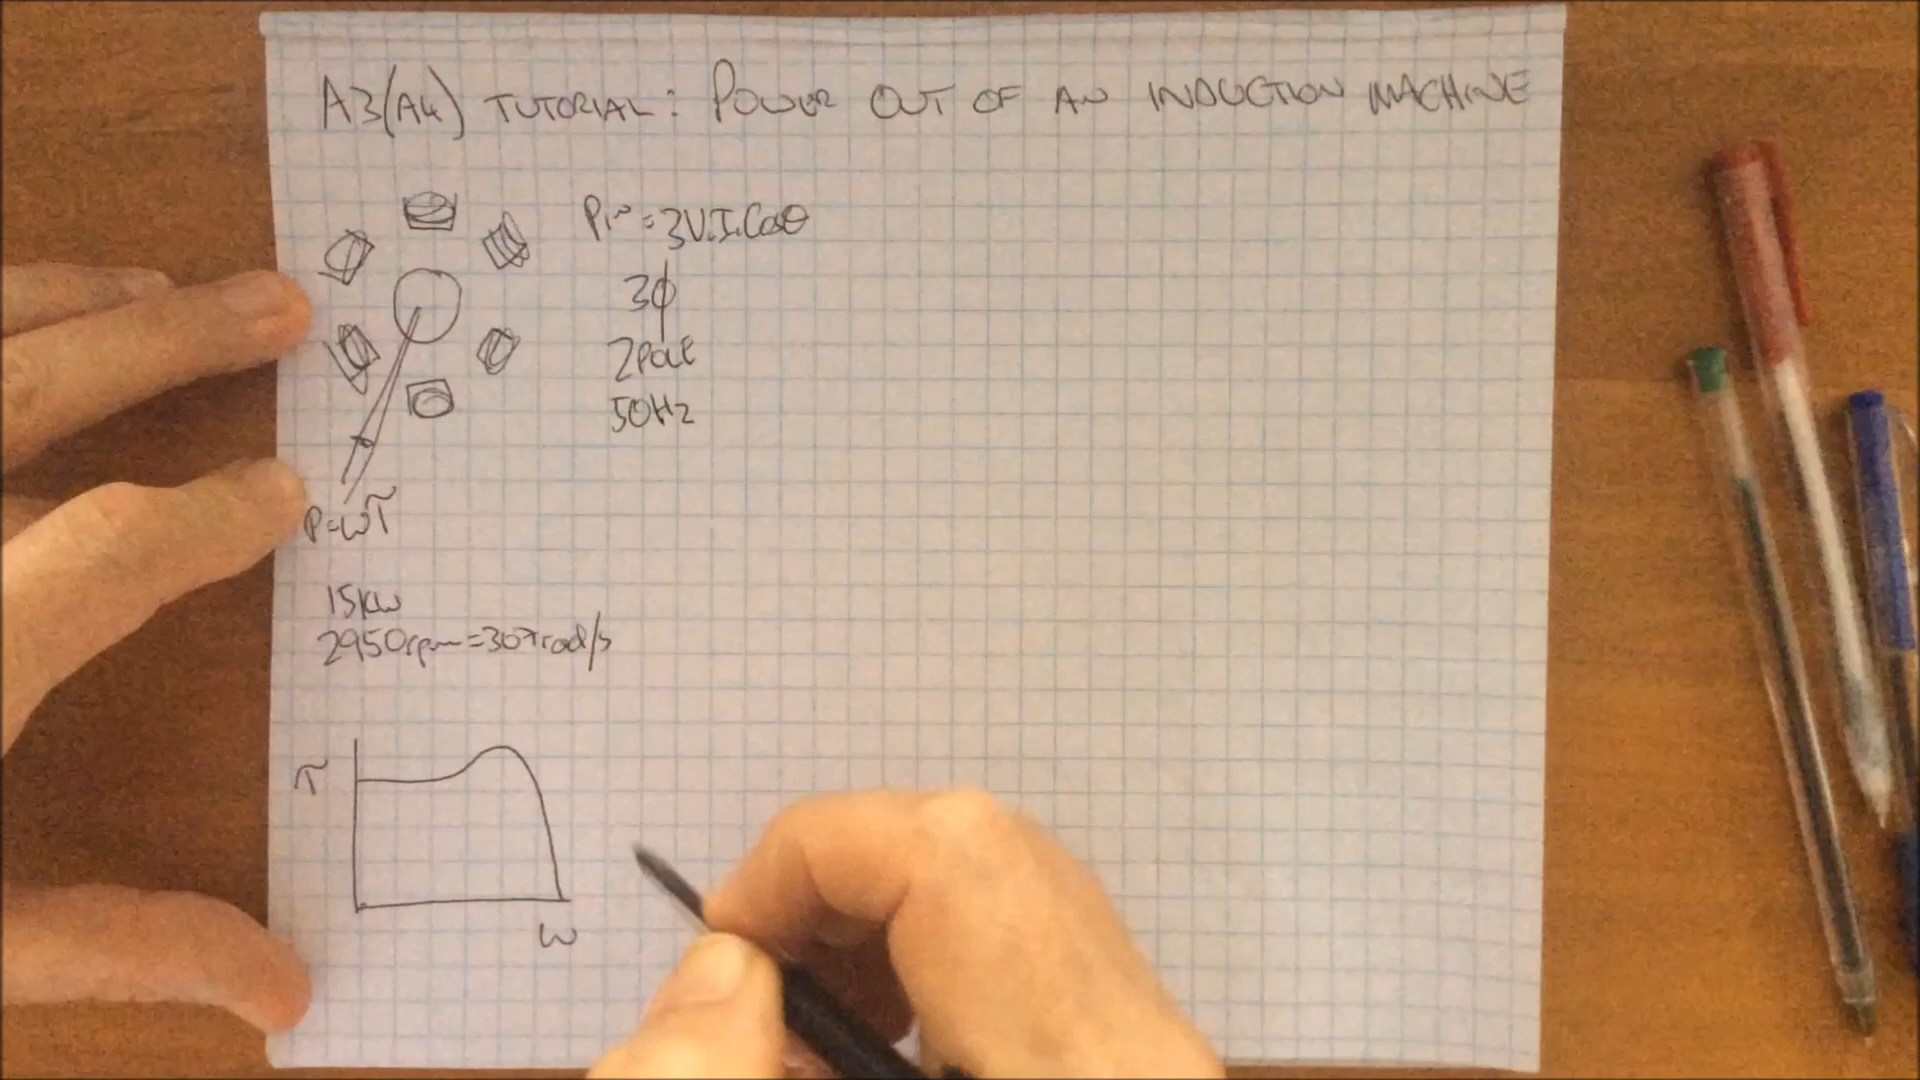 A3(A4) TUTORIAL: POWER OUT OF AN INDUCTION MACHINE
Pin = 3V.I.Cosθ
3ϕ
2POLE
50Hz
P=ωT
15kW
2950rpm=307rad/s
T
ω